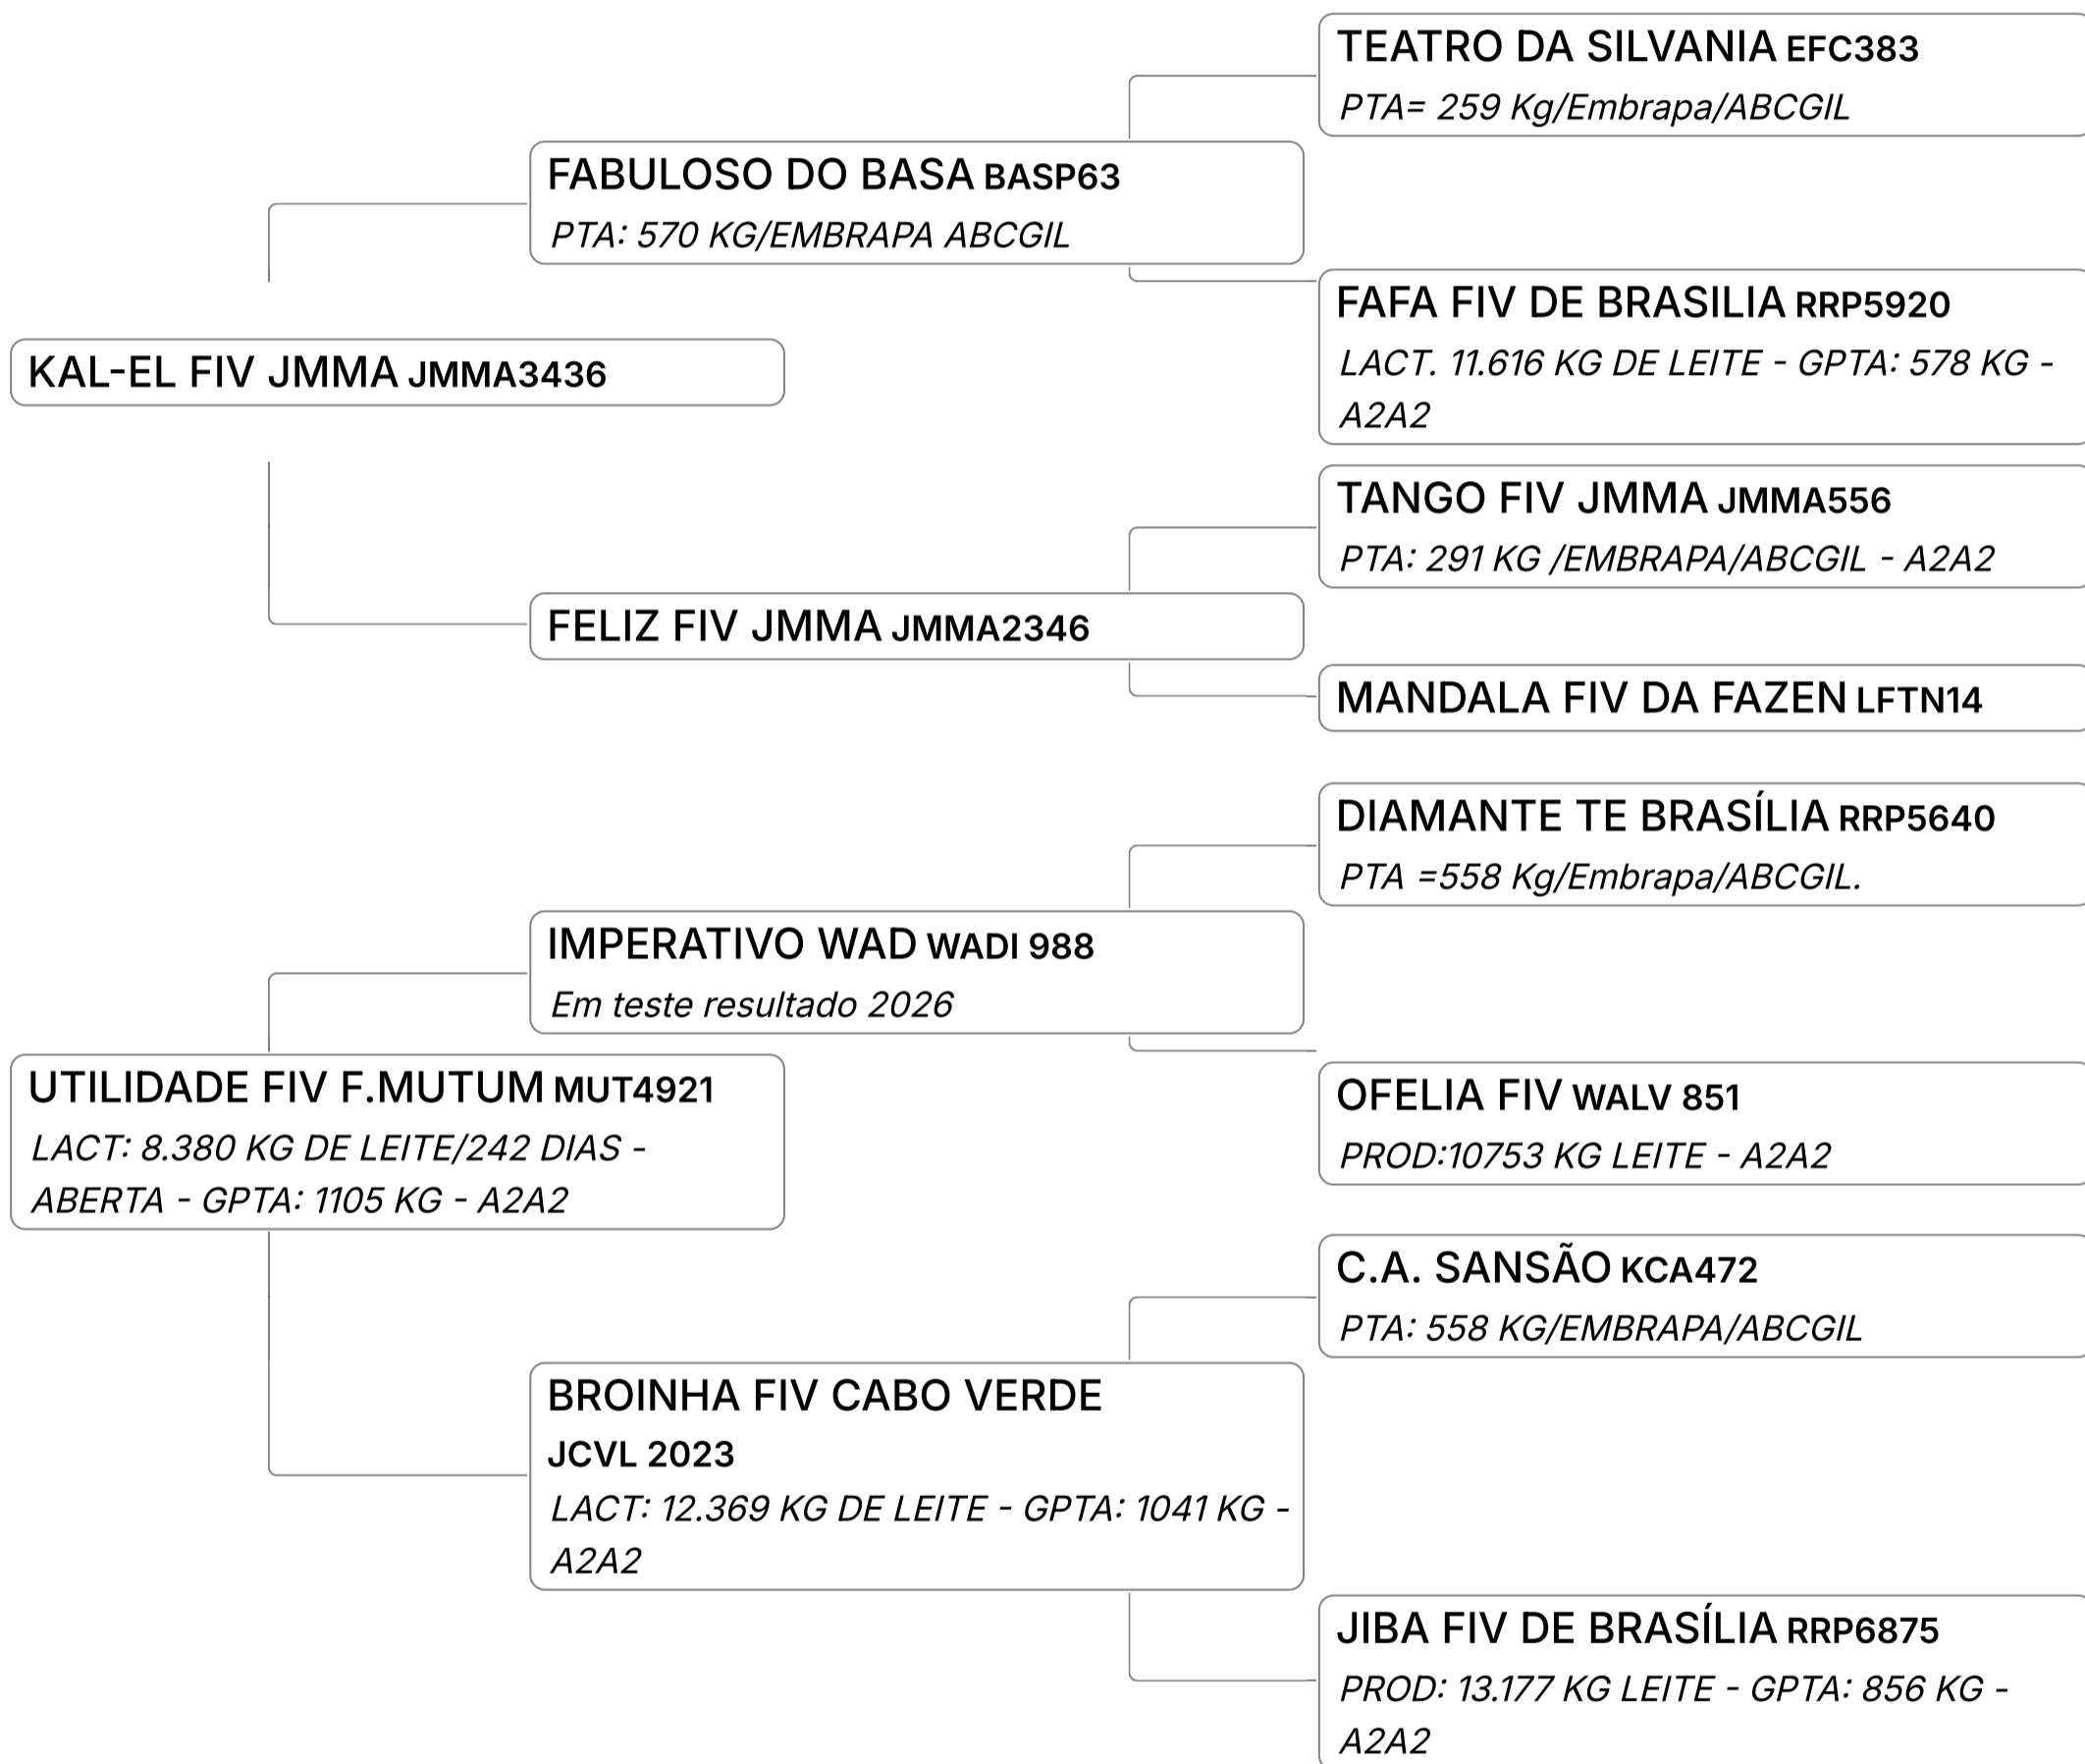 TEATRO DA SILVANIA EFC383
PTA= 259 Kg/Embrapa/ABCGIL
FABULOSO DO BASA BASP63
PTA: 570 KG/EMBRAPA ABCGIL
FAFA FIV DE BRASILIA RRP5920
LACT. 11.616 KG DE LEITE - GPTA: 578 KG -
A2A2
KAL-EL FIV JMMA JMMA3436
TANGO FIV JMMA JMMA556
PTA: 291 KG /EMBRAPA/ABCGIL - A2A2
FELIZ FIV JMMA JMMA2346
MANDALA FIV DA FAZEN LFTN14
DIAMANTE TE BRASÍLIA RRP5640
PTA =558 Kg/Embrapa/ABCGIL.
IMPERATIVO WAD WADI 988
Em teste resultado 2026
UTILIDADE FIV F.MUTUM MUT4921
LACT: 8.380 KG DE LEITE/242 DIAS -
ABERTA - GPTA: 1105 KG - A2A2
OFELIA FIV WALV 851
PROD:10753 KG LEITE - A2A2
C.A. SANSÃO KCA472
PTA: 558 KG/EMBRAPA/ABCGIL
BROINHA FIV CABO VERDE
JCVL 2023
LACT: 12.369 KG DE LEITE - GPTA: 1041 KG -
A2A2
JIBA FIV DE BRASÍLIA RRP6875
PROD: 13.177 KG LEITE - GPTA: 856 KG -
A2A2